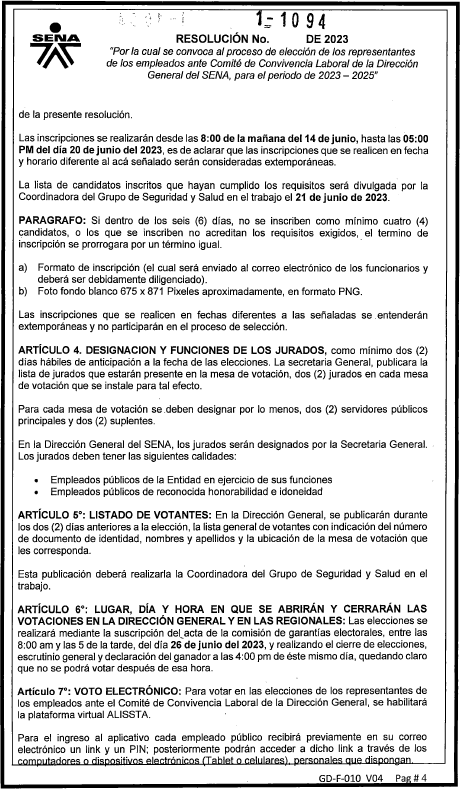 1-1094
SENA
RESOLUCIÓN No. DE 2023
"Por la cual se convoca al proceso de elección de los representantes
de los empleados ante Comité de Convivencia Laboral de la Dirección
General del SENA, para el periodo de 2023 – 2025"
de la presente resolución.
Las inscripciones se realizarán desde las 8:00 de la mañana del 14 de junio, hasta las 05:00
PM del día 20 de junio del 2023, es de aclarar que las inscripciones que se realicen en fecha
y horario diferente al acá señalado serán consideradas extemporáneas.
La lista de candidatos inscritos que hayan cumplido los requisitos será divulgada por la
Coordinadora del Grupo de Seguridad y Salud en el trabajo el 21 de junio de 2023.
PARAGRAFO: Si dentro de los seis (6) días, no se inscriben como mínimo cuatro (4)
candidatos, o los que se inscriben no acreditan los requisitos exigidos, el termino de
inscripción se prorrogara por un término igual.
a) Formato de inscripción (el cual será enviado al correo electrónico de los funcionarios y
deberá ser debidamente diligenciado).
b) Foto fondo blanco 675 x 871 Píxeles aproximadamente, en formato PNG.
Las inscripciones que se realicen en fechas diferentes a las señaladas se entenderán
extemporáneas y no participarán en el proceso de selección.
ARTÍCULO 4. DESIGNACION Y FUNCIONES DE LOS JURADOS, como mínimo dos (2)
días hábiles de anticipación a la fecha de las elecciones. La secretaria General, publicara la
lista de jurados que estarán presente en la mesa de votación, dos (2) jurados en cada mesa
de votación que se instale para tal efecto.
Para cada mesa de votación se deben designar por lo menos, dos (2) servidores públicos
principales y dos (2) suplentes.
En la Dirección General del SENA, los jurados serán designados por la Secretaria General.
Los jurados deben tener las siguientes calidades:
• Empleados públicos de la Entidad en ejercicio de sus funciones
• Empleados públicos de reconocida honorabilidad e idoneidad
ARTÍCULO 5°: LISTADO DE VOTANTES: En la Dirección General, se publicarán durante
los dos (2) días anteriores a la elección, la lista general de votantes con indicación del número
de documento de identidad, nombres y apellidos y la ubicación de la mesa de votación que
les corresponda.
Esta publicación deberá realizarla la Coordinadora del Grupo de Seguridad y Salud en el
trabajo.
ARTÍCULO 6°: LUGAR, DÍA Y HORA EN QUE SE ABRIRÁN Y CERRARÁN LAS
VOTACIONES EN LA DIRECCIÓN GENERAL Y EN LAS REGIONALES: Las elecciones se
realizará mediante la suscripción del acta de la comisión de garantías electorales, entre las
8:00 am y las 5 de la tarde, del día 26 de junio del 2023, y realizando el cierre de elecciones,
escrutinio general y declaración del ganador a las 4:00 pm de éste mismo día, quedando claro
que no se podrá votar después de esa hora.
Artículo 7°: VOTO ELECTRÓNICO: Para votar en las elecciones de los representantes de
los empleados ante el Comité de Convivencia Laboral de la Dirección General, se habilitará
la plataforma virtual ALISSTA.
Para el ingreso al aplicativo cada empleado público recibirá previamente en su correo
electrónico un link y un PIN; posteriormente podrán acceder a dicho link a través de los
computadores o dispositivos electrónicos (Tablet o celulares), personales que dispongan.
GD-F-010 V04 Pag # 4